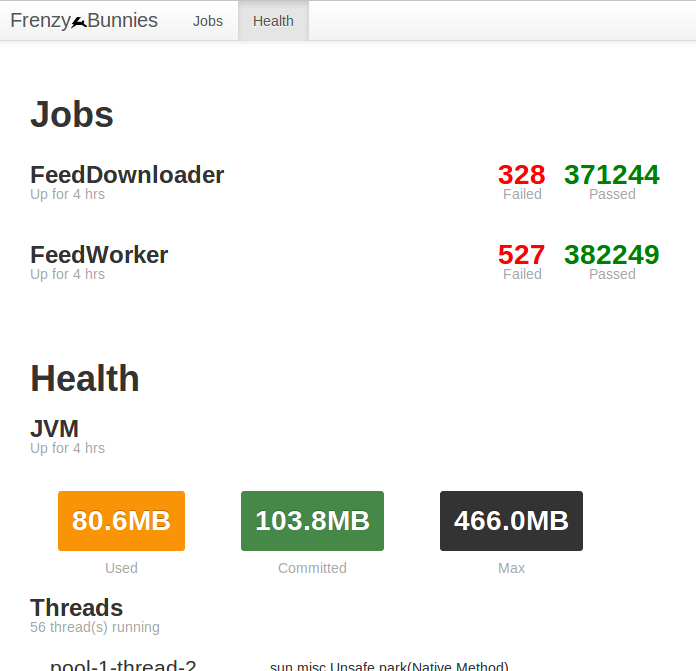 Frenzy Bunnies Jobs Health
Jobs
FeedDownloader 328 371244
Up for 4 hrs Failed Passed
FeedWorker 527 382249
Up for 4 hrs Failed Passed
Health
JVM
Up for 4 hrs
80.6MB 103.8MB 466.0MB
Used Committed Max
Threads
56 thread(s) running
pool-1-thread-2 sun.misc.Unsafe.park(Native Method)